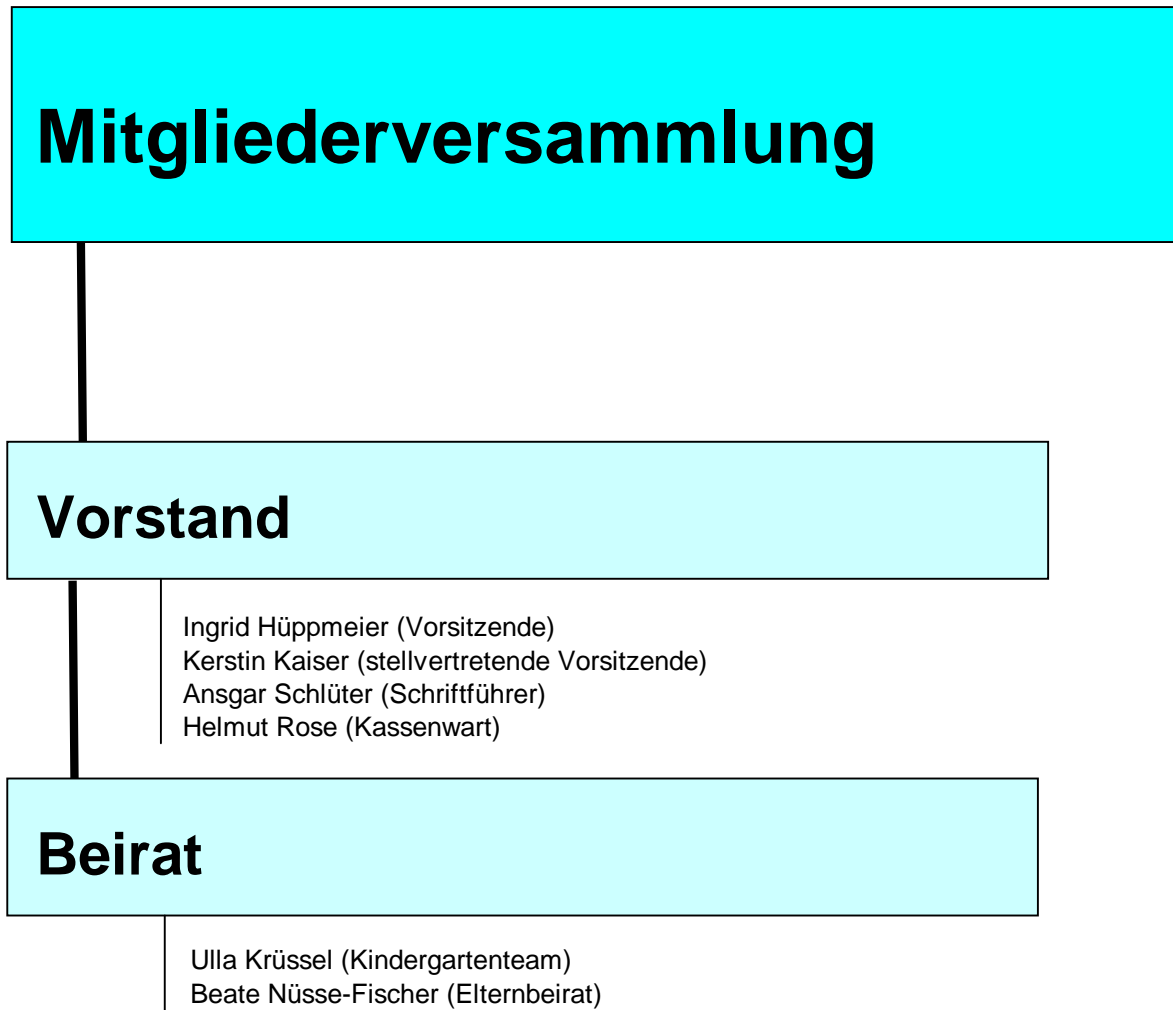 Mitgliederversammlung
Vorstand
Ingrid Hüppmeier (Vorsitzende)
Kerstin Kaiser (stellvertretende Vorsitzende)
Ansgar Schlüter (Schriftführer)
Helmut Rose (Kassenwart)
Beirat
Ulla Krüssel (Kindergartenteam)
Beate Nüsse-Fischer (Elternbeirat)